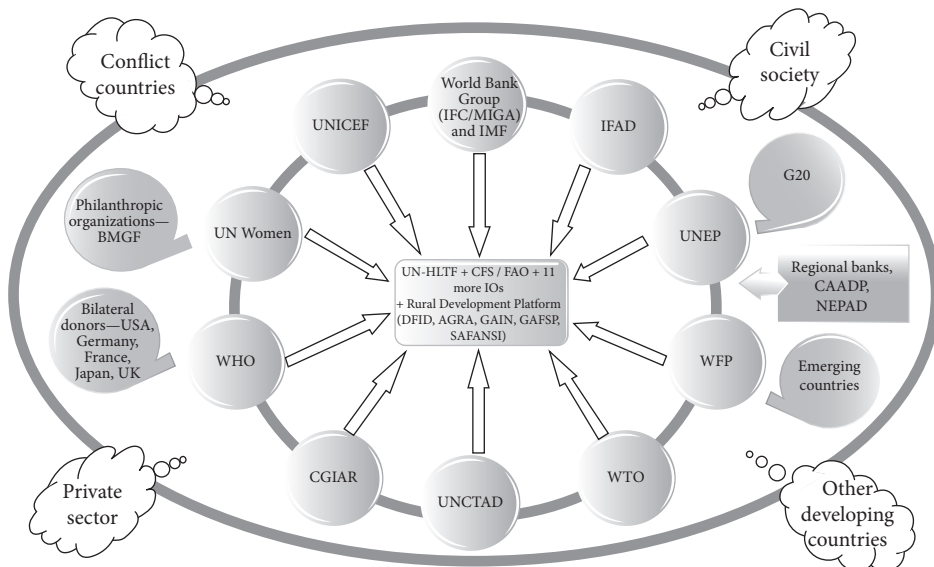 Conflict
countries
Civil
society
World Bank
Group
(IFC/MIGA)
and IMF
UNICEF
IFAD
G20
Philanthropic
organizations—
BMGF
UN Women
UNEP
UN-HLTF + CFS / FAO + 11
more IOs
+ Rural Development Platform
(DFID, AGRA, GAIN, GAFSP,
SAFANSI)
Regional banks,
CAADP,
NEPAD
Bilateral
donors—USA,
Germany,
France,
Japan, UK
WHO
WFP
Emerging
countries
CGIAR
UNCTAD
WTO
Private
sector
Other
developing
countries